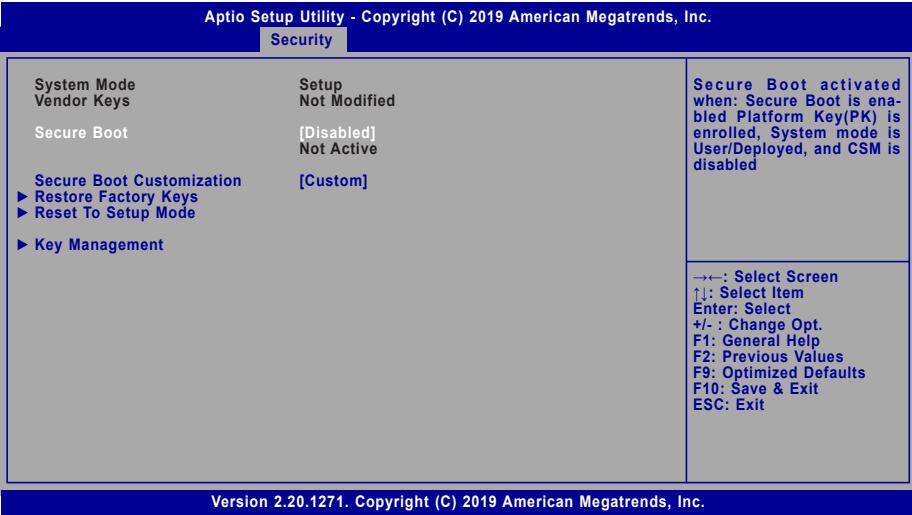 Aptio Setup Utility - Copyright (C) 2019 American Megatrends, Inc.
Security
System Mode Setup
Vendor Keys Not Modified
Secure Boot [Disabled]
Not Active
Secure Boot Customization [Custom]
► Restore Factory Keys
► Reset To Setup Mode
► Key Management
Secure Boot activated
when: Secure Boot is ena-
bled Platform Key(PK) is
enrolled, System mode is
User/Deployed, and CSM is
disabled
→←: Select Screen
↑↓: Select Item
Enter: Select
+/- : Change Opt.
F1: General Help
F2: Previous Values
F9: Optimized Defaults
F10: Save & Exit
ESC: Exit
Version 2.20.1271. Copyright (C) 2019 American Megatrends, Inc.